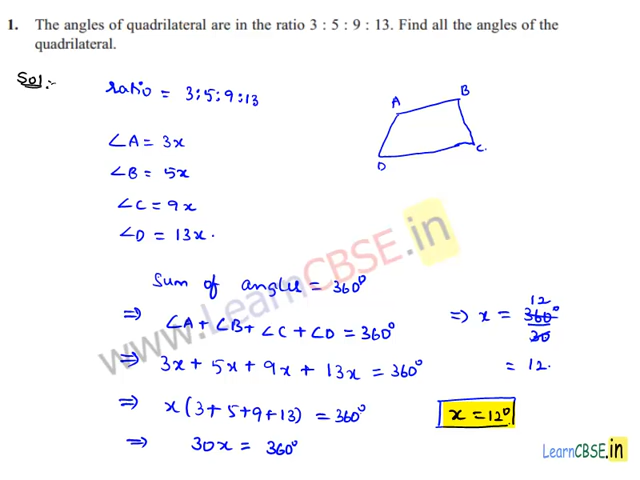 1. The angles of quadrilateral are in the ratio 3 : 5 : 9 : 13. Find all the angles of the
quadrilateral.
Sol:-
ratio = 3:5:9:13
A
B
C.
D
∠A = 3x
∠B = 5x
∠C = 9x
∠D = 13x.
Sum of angles = 360°
⇒ ∠A + ∠B + ∠C + ∠D = 360°
⇒ 3x + 5x + 9x + 13x = 360°
⇒ x(3+5+9+13) = 360°
⇒ 30x = 360°
12
⇒ x = 360°
30
= 12.
x = 12°
www.LearnCBSE.in
LearnCBSE.in